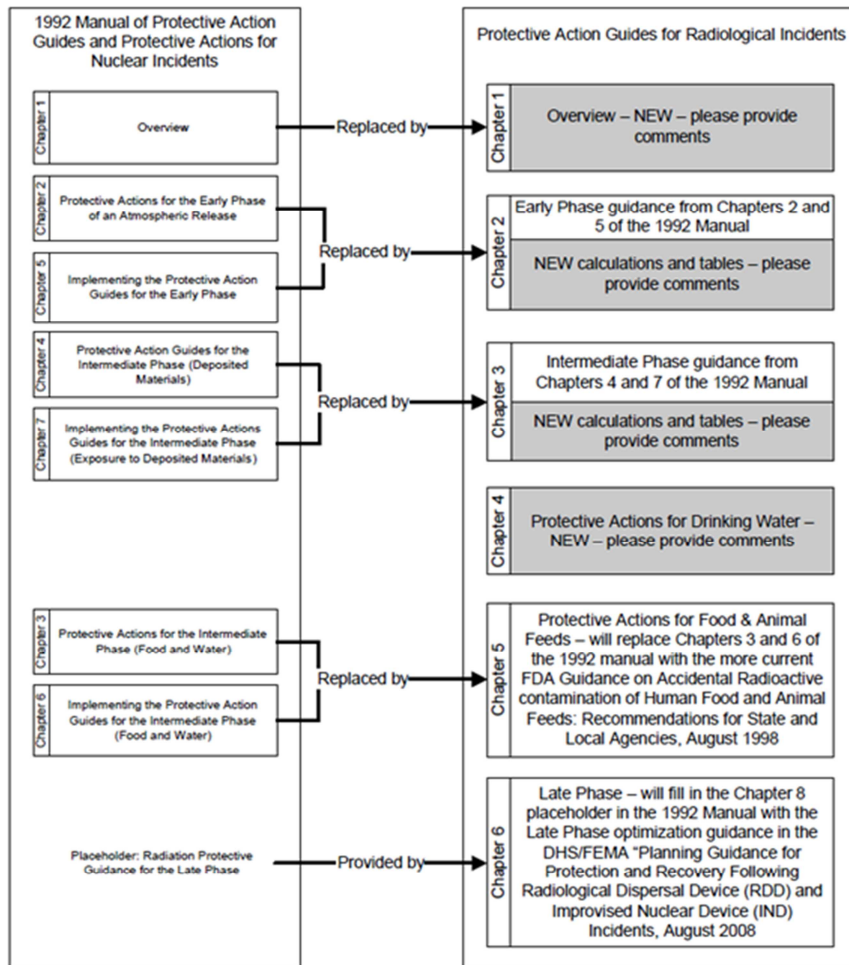 1992 Manual of Protective Action
Guides and Protective Actions for
Nuclear Incidents
Chapter 1
Overview
Chapter 2
Protective Actions for the Early Phase
of an Atmospheric Release
Chapter 5
Implementing the Protective Action
Guides for the Early Phase
Chapter 4
Protective Action Guides for the
Intermediate Phase (Deposited
Materials)
Chapter 7
Implementing the Protective Actions
Guides for the Intermediate Phase
(Exposure to Deposited Materials)
Chapter 3
Protective Actions for the Intermediate
Phase (Food and Water)
Chapter 6
Implementing the Protective Action
Guides for the Intermediate Phase
(Food and Water)
Placeholder: Radiation Protective
Guidance for the Late Phase
Replaced by
Replaced by
Replaced by
Replaced by
Provided by
Protective Action Guides for Radiological Incidents
Chapter 1
Overview – NEW – please provide
comments
Chapter 2
Early Phase guidance from Chapters 2 and
5 of the 1992 Manual
NEW calculations and tables – please
provide comments
Chapter 3
Intermediate Phase guidance from
Chapters 4 and 7 of the 1992 Manual
NEW calculations and tables – please
provide comments
Chapter 4
Protective Actions for Drinking Water –
NEW – please provide comments
Chapter 5
Protective Actions for Food & Animal
Feeds – will replace Chapters 3 and 6 of
the 1992 manual with the more current
FDA Guidance on Accidental Radioactive
contamination of Human Food and Animal
Feeds: Recommendations for State and
Local Agencies, August 1998
Chapter 6
Late Phase – will fill in the Chapter 8
placeholder in the 1992 Manual with the
Late Phase optimization guidance in the
DHS/FEMA “Planning Guidance for
Protection and Recovery Following
Radiological Dispersal Device (RDD) and
Improvised Nuclear Device (IND)
Incidents, August 2008